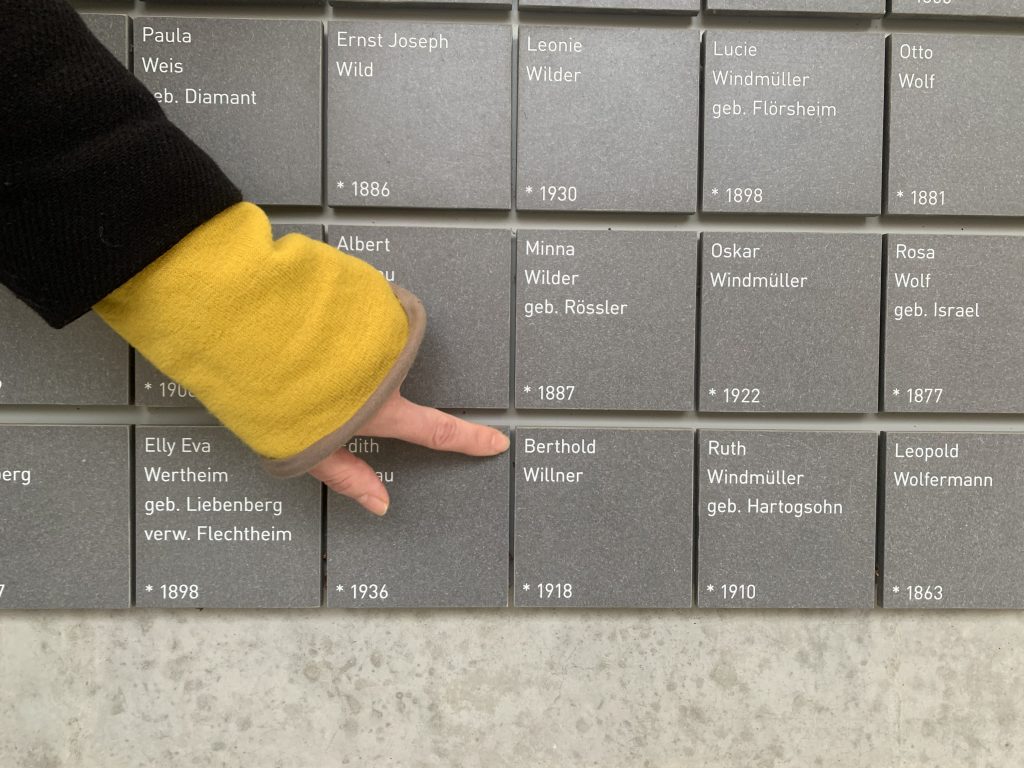 Paula
Weis
geb. Diamant
Ernst Joseph
Wild
* 1886
Leonie
Wilder
* 1930
Lucie
Windmüller
geb. Flörsheim
* 1898
Otto
Wolf
* 1881
Albert
Minna
Wilder
geb. Rössler
* 1887
Oskar
Windmüller
* 1922
Rosa
Wolf
geb. Israel
* 1877
Elly Eva
Wertheim
geb. Liebenberg
verw. Flechtheim
* 1898
* 1936
Berthold
Willner
* 1918
Ruth
Windmüller
geb. Hartogsohn
* 1910
Leopold
Wolfermann
* 1863